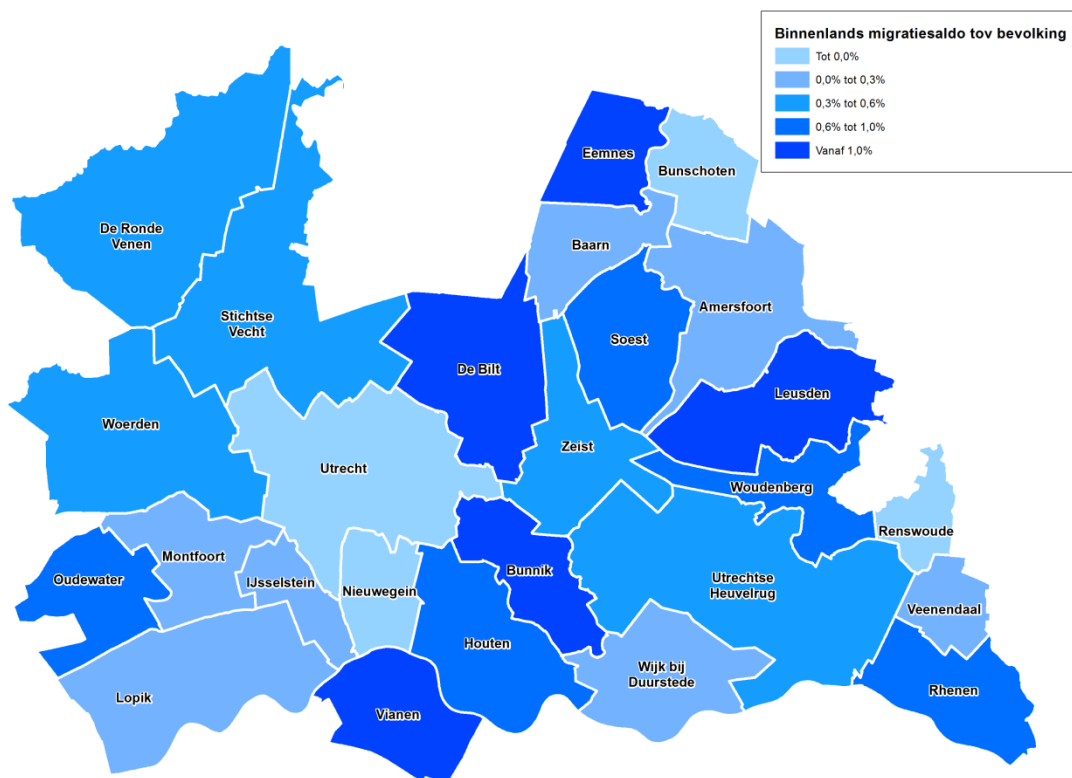 Binnenlands migratiesaldo tov bevolking
Tot 0,0%
0,0% tot 0,3%
0,3% tot 0,6%
0,6% tot 1,0%
Vanaf 1,0%
Eemnes
Bunschoten
De Ronde
Venen
Baarn
Amersfoort
Stichtse
Vecht
Soest
De Bilt
Leusden
Woerden
Zeist
Utrecht
Woudenberg
Renswoude
Montfoort
Oudewater
IJsselstein
Nieuwegein
Bunnik
Utrechtse
Heuvelrug
Veenendaal
Houten
Wijk bij
Duurstede
Rhenen
Lopik
Vianen